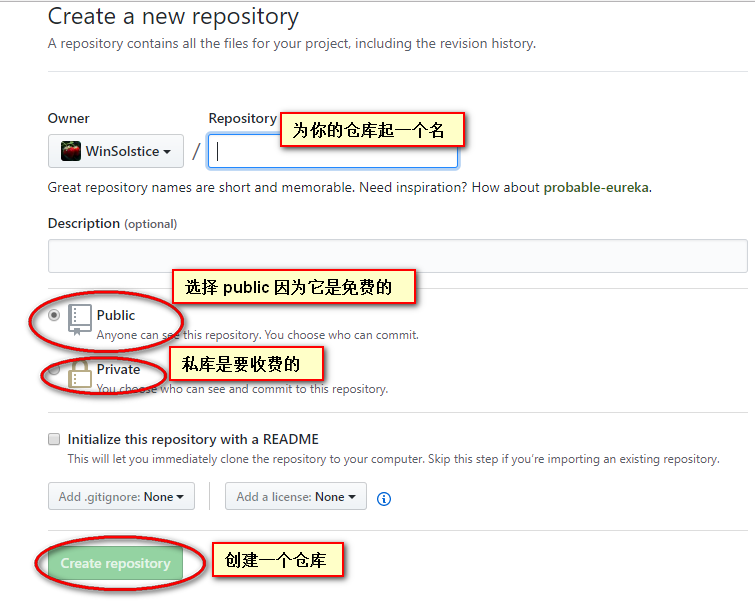 Create a new repository
A repository contains all the files for your project, including the revision history.
Owner
Repository
为你的仓库起一个名
WinSolstice
/
Great repository names are short and memorable. Need inspiration? How about probable-eureka.
Description (optional)
选择 public 因为它是免费的
Public
Anyone can see this repository. You choose who can commit.
私库是要收费的
Private
You choose who can see and commit to this repository.
Initialize this repository with a README
This will let you immediately clone the repository to your computer. Skip this step if you're importing an existing repository.
Add .gitignore: None
Add a license: None
Create repository
创建一个仓库